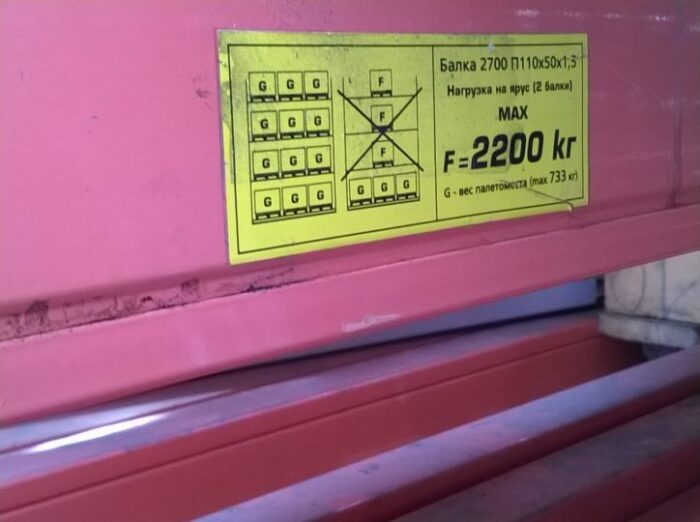 G G G
G G G
G G G
G G G
F
F
F
G G G
Балка 2700 П110х50х1,5
Нагрузка на ярус (2 балки)
MAX
F=2200 кг
G - вес палетоместа (max 733 кг)